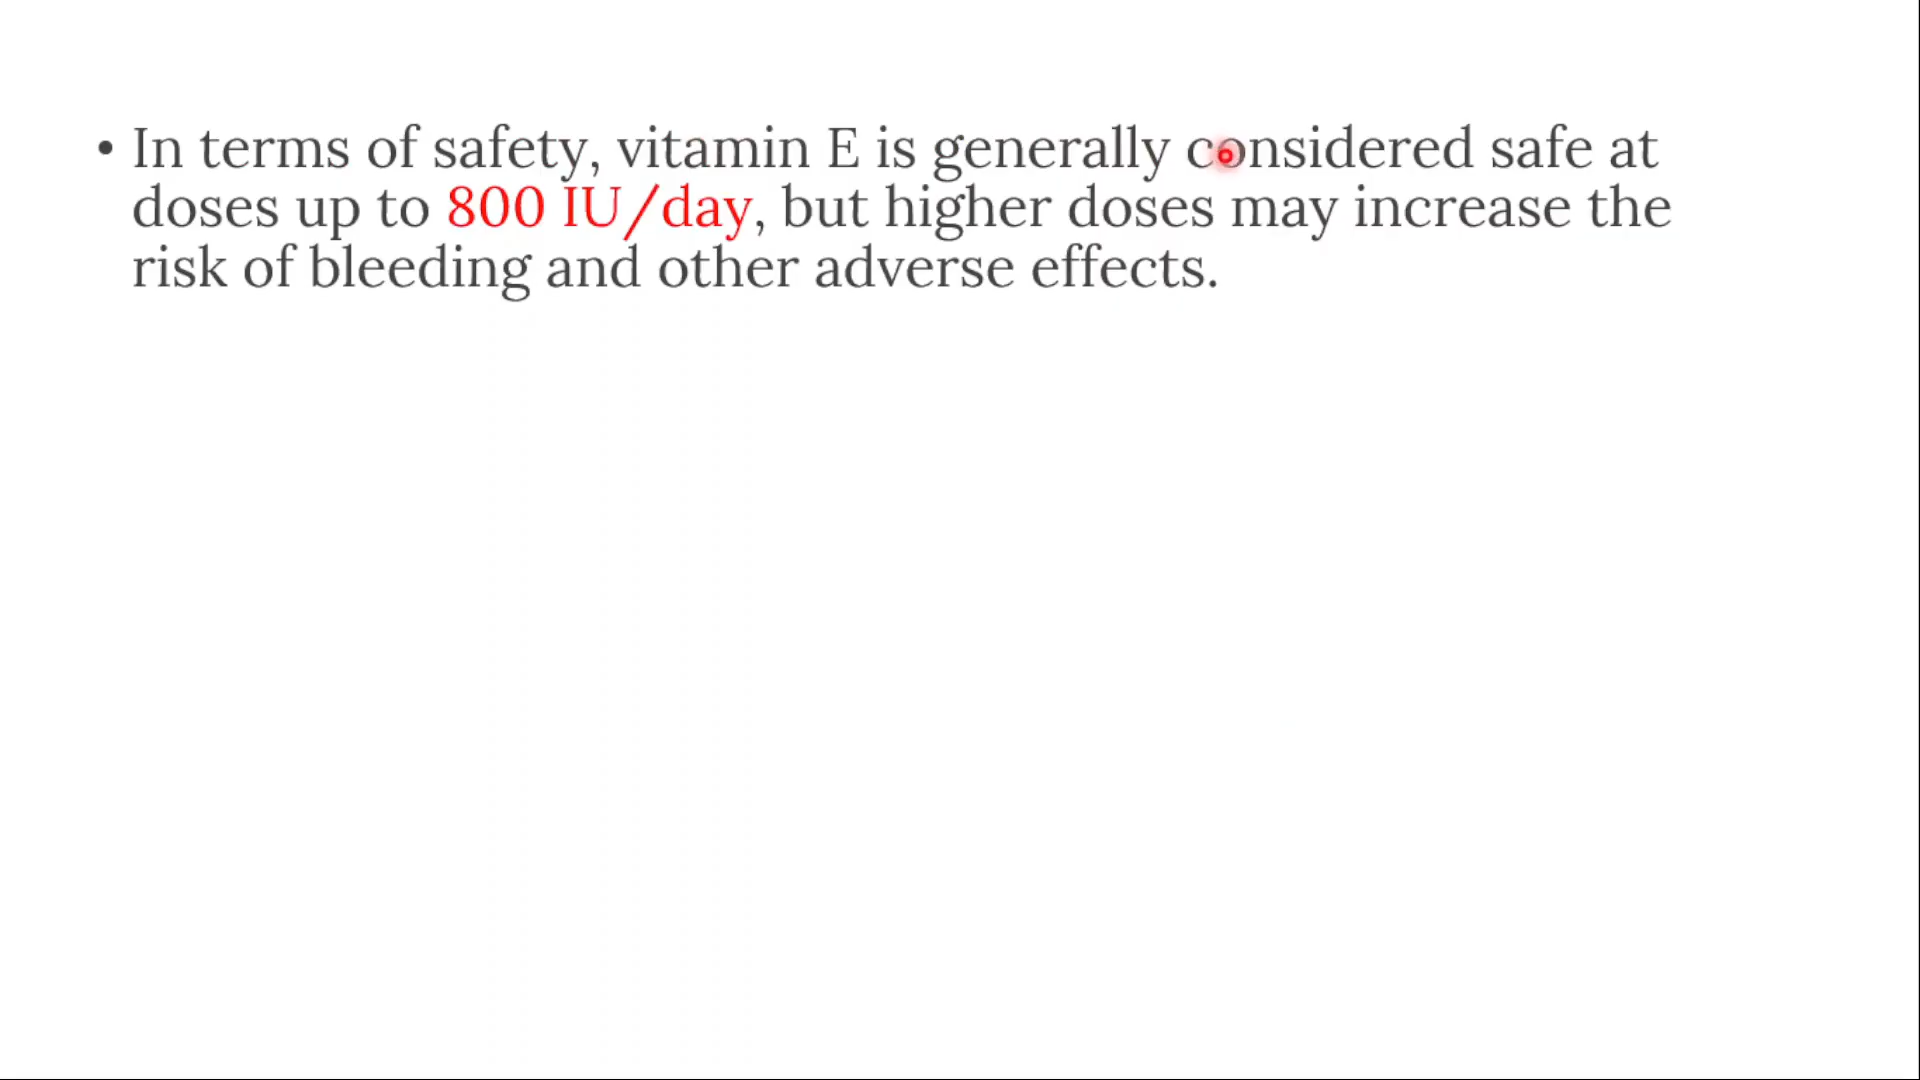 • In terms of safety, vitamin E is generally considered safe at
doses up to 800 IU/day, but higher doses may increase the
risk of bleeding and other adverse effects.